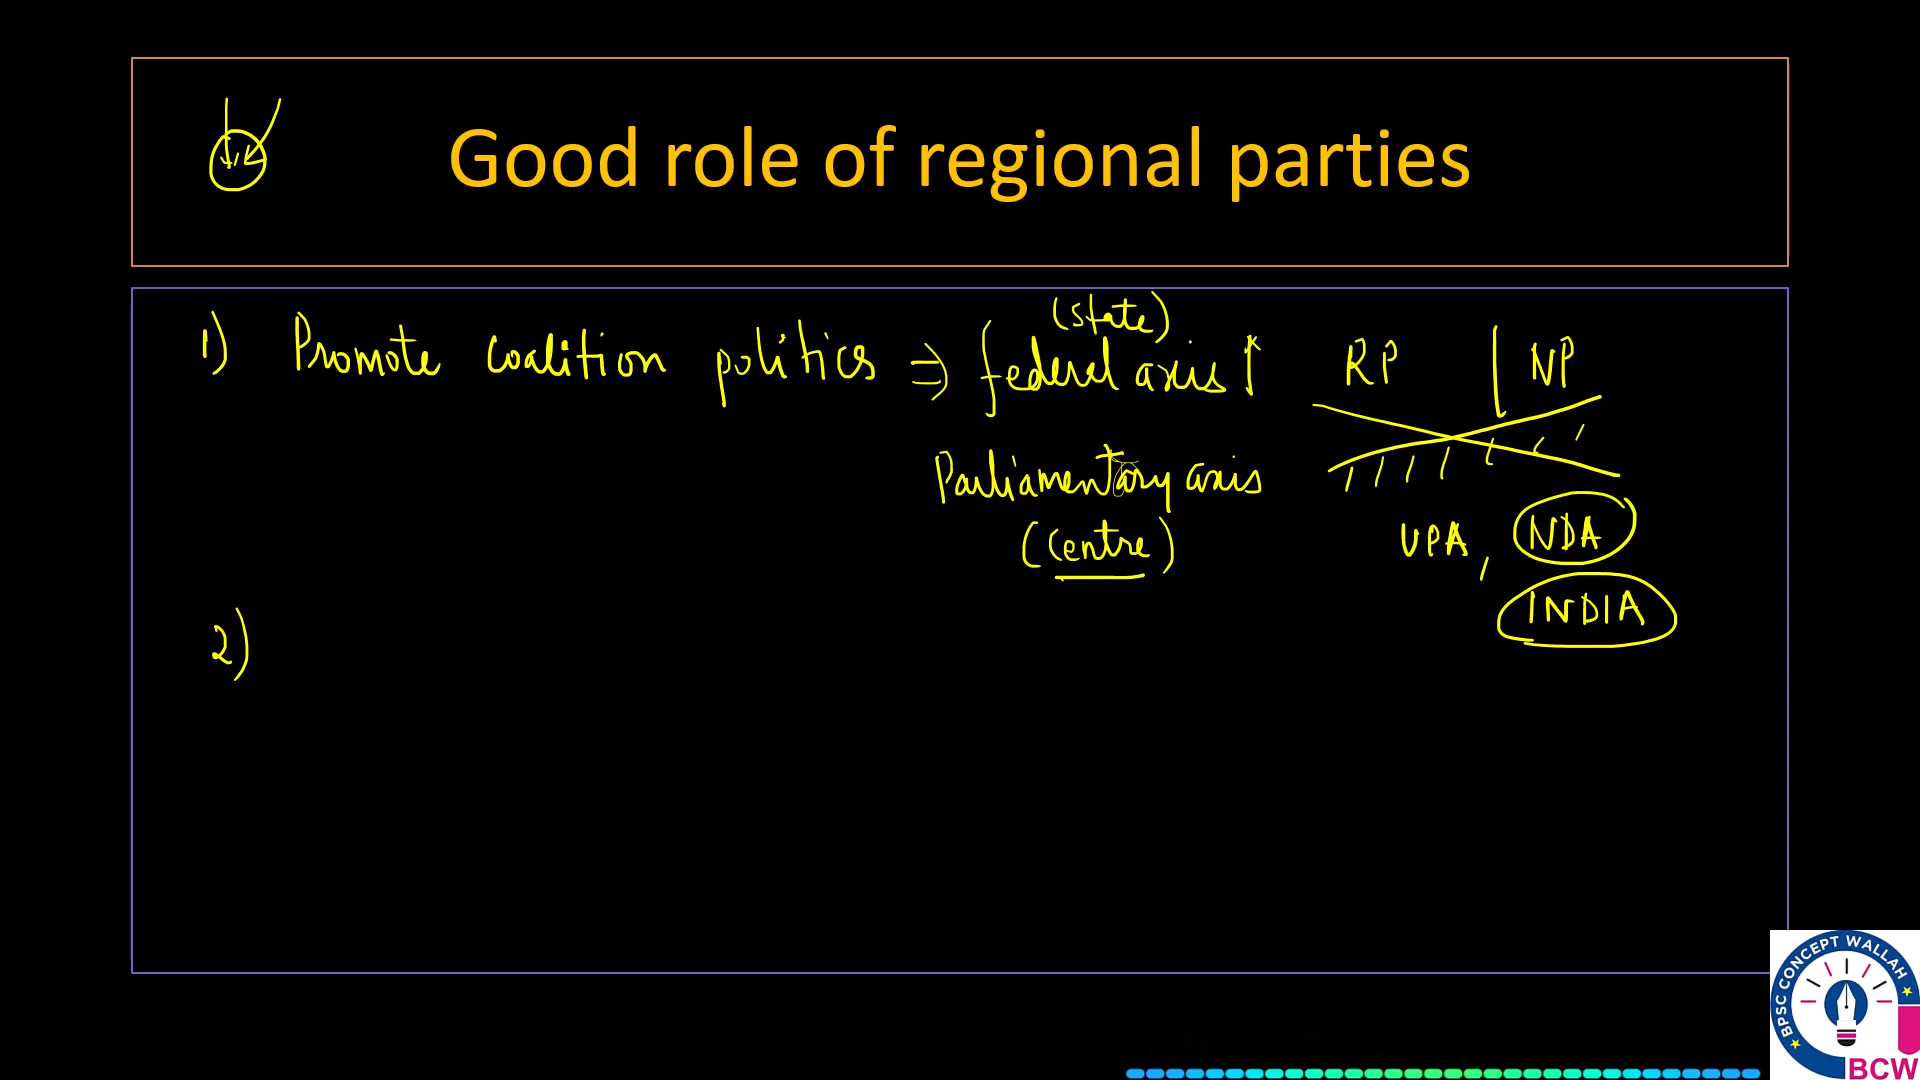 Good role of regional parties
(state)
1) Promote coalition politics ⇒ federal axis ↑ RP | NP
Parliamentary axis
(Centre)
UPA, NDA
INDIA
2)
BPSC CONCEPT WALLAH
BCW